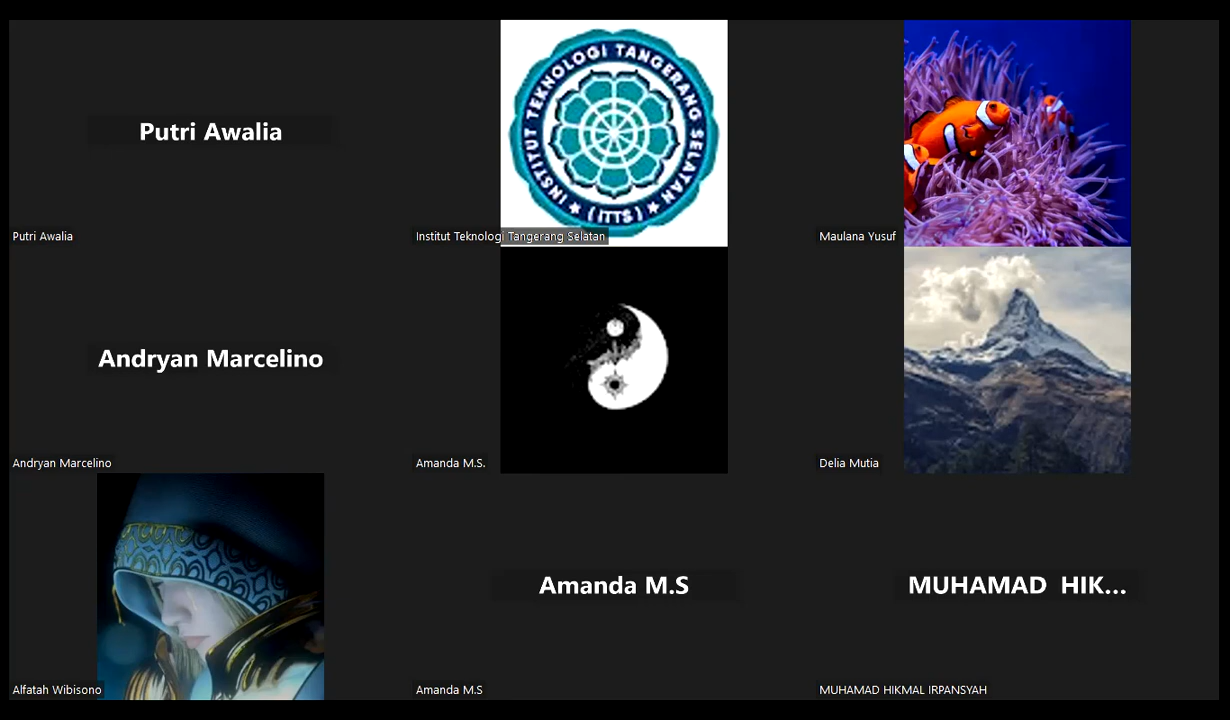 Putri Awalia
Putri Awalia
INSTITUT TEKNOLOGI TANGERANG SELATAN
(ITTS)
Institut Teknologi Tangerang Selatan
Maulana Yusuf
Andryan Marcelino
Andryan Marcelino
Amanda M.S.
Delia Mutia
Alfatah Wibisono
Amanda M.S
Amanda M.S
MUHAMAD HIK...
MUHAMAD HIKMAL IRPANSYAH